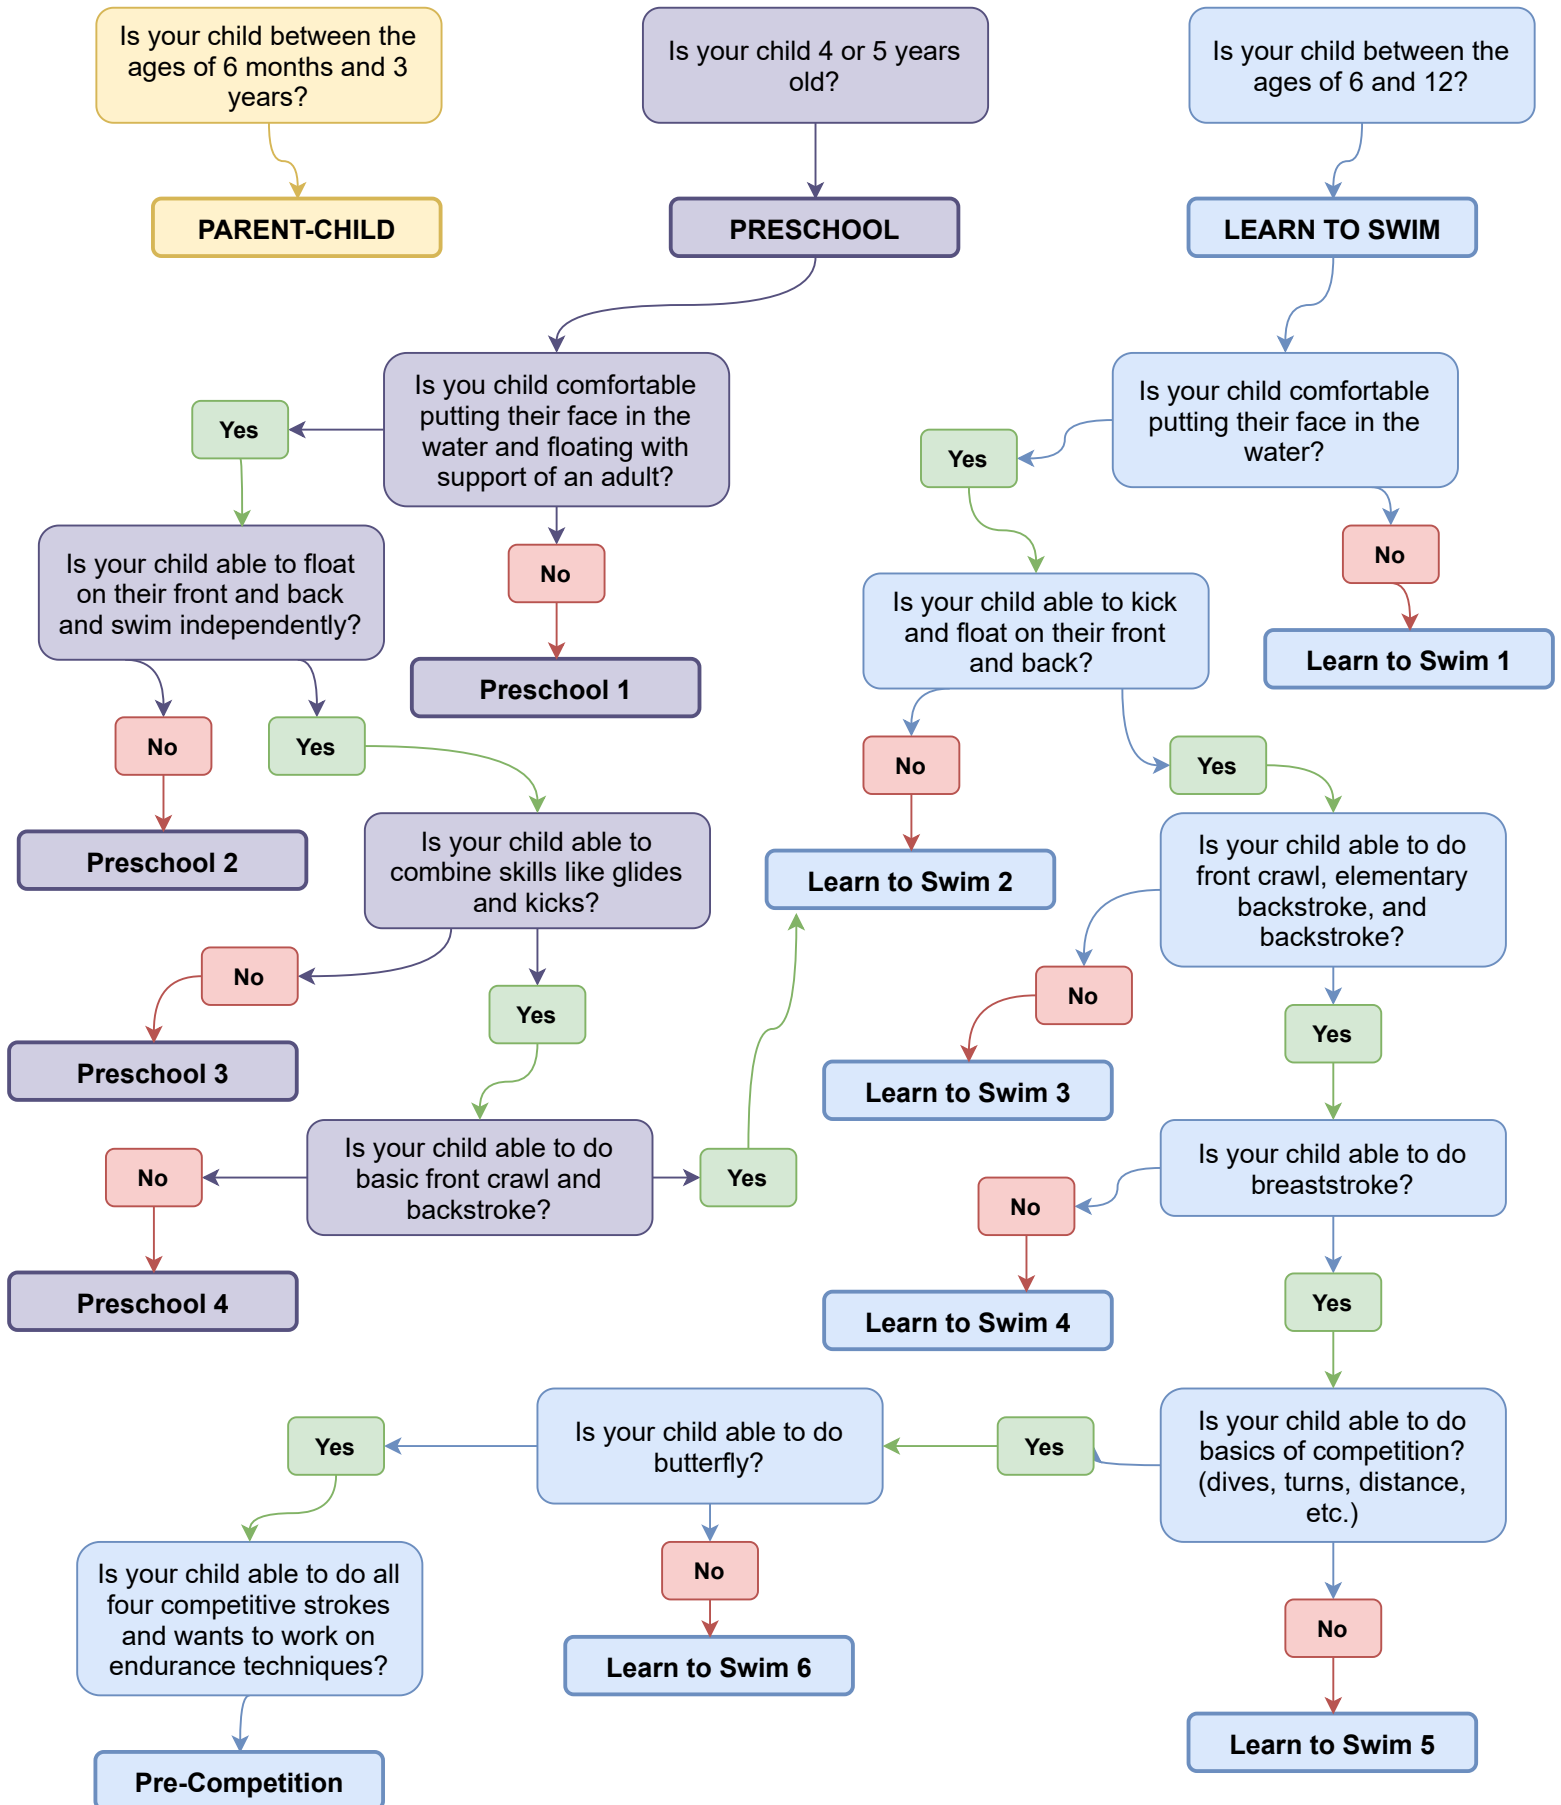 Is your child between the
ages of 6 months and 3
years?
Is your child 4 or 5 years
old?
Is your child between the
ages of 6 and 12?
PARENT-CHILD
PRESCHOOL
LEARN TO SWIM
Is you child comfortable
putting their face in the
water and floating with
support of an adult?
Yes
No
Preschool 1
Is your child able to float
on their front and back
and swim independently?
No
Yes
Preschool 2
Is your child able to
combine skills like glides
and kicks?
No
Yes
Preschool 3
Is your child able to do
basic front crawl and
backstroke?
No
Yes
Preschool 4
Is your child comfortable
putting their face in the
water?
Yes
No
Learn to Swim 1
Is your child able to kick
and float on their front
and back?
No
Yes
Learn to Swim 2
Is your child able to do
front crawl, elementary
backstroke, and
backstroke?
No
Yes
Learn to Swim 3
Is your child able to do
breaststroke?
No
Yes
Learn to Swim 4
Is your child able to do
basics of competition?
(dives, turns, distance,
etc.)
Yes
No
Learn to Swim 5
Is your child able to do
butterfly?
Yes
No
Learn to Swim 6
Is your child able to do all
four competitive strokes
and wants to work on
endurance techniques?
Pre-Competition